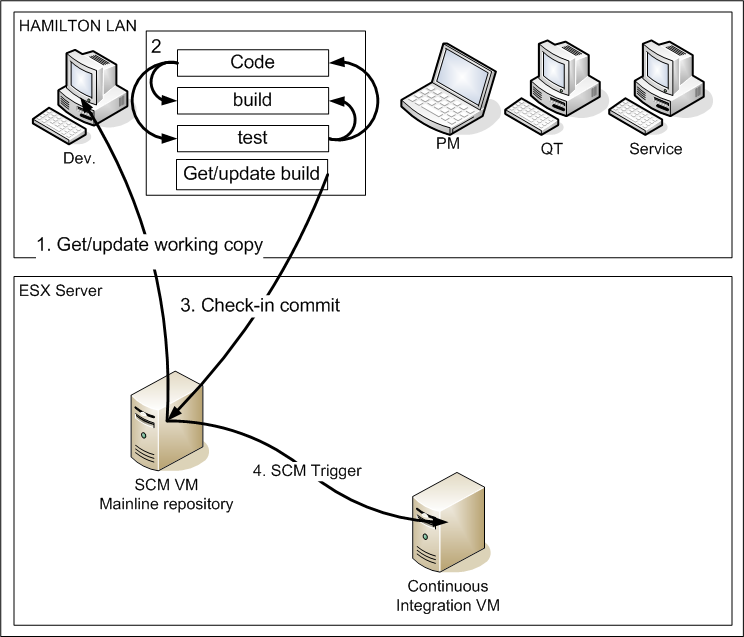 HAMILTON LAN
2
Code
build
test
Get/update build
Dev.
PM
QT
Service
1. Get/update working copy
ESX Server
3. Check-in commit
SCM VM
Mainline repository
4. SCM Trigger
Continuous
Integration VM